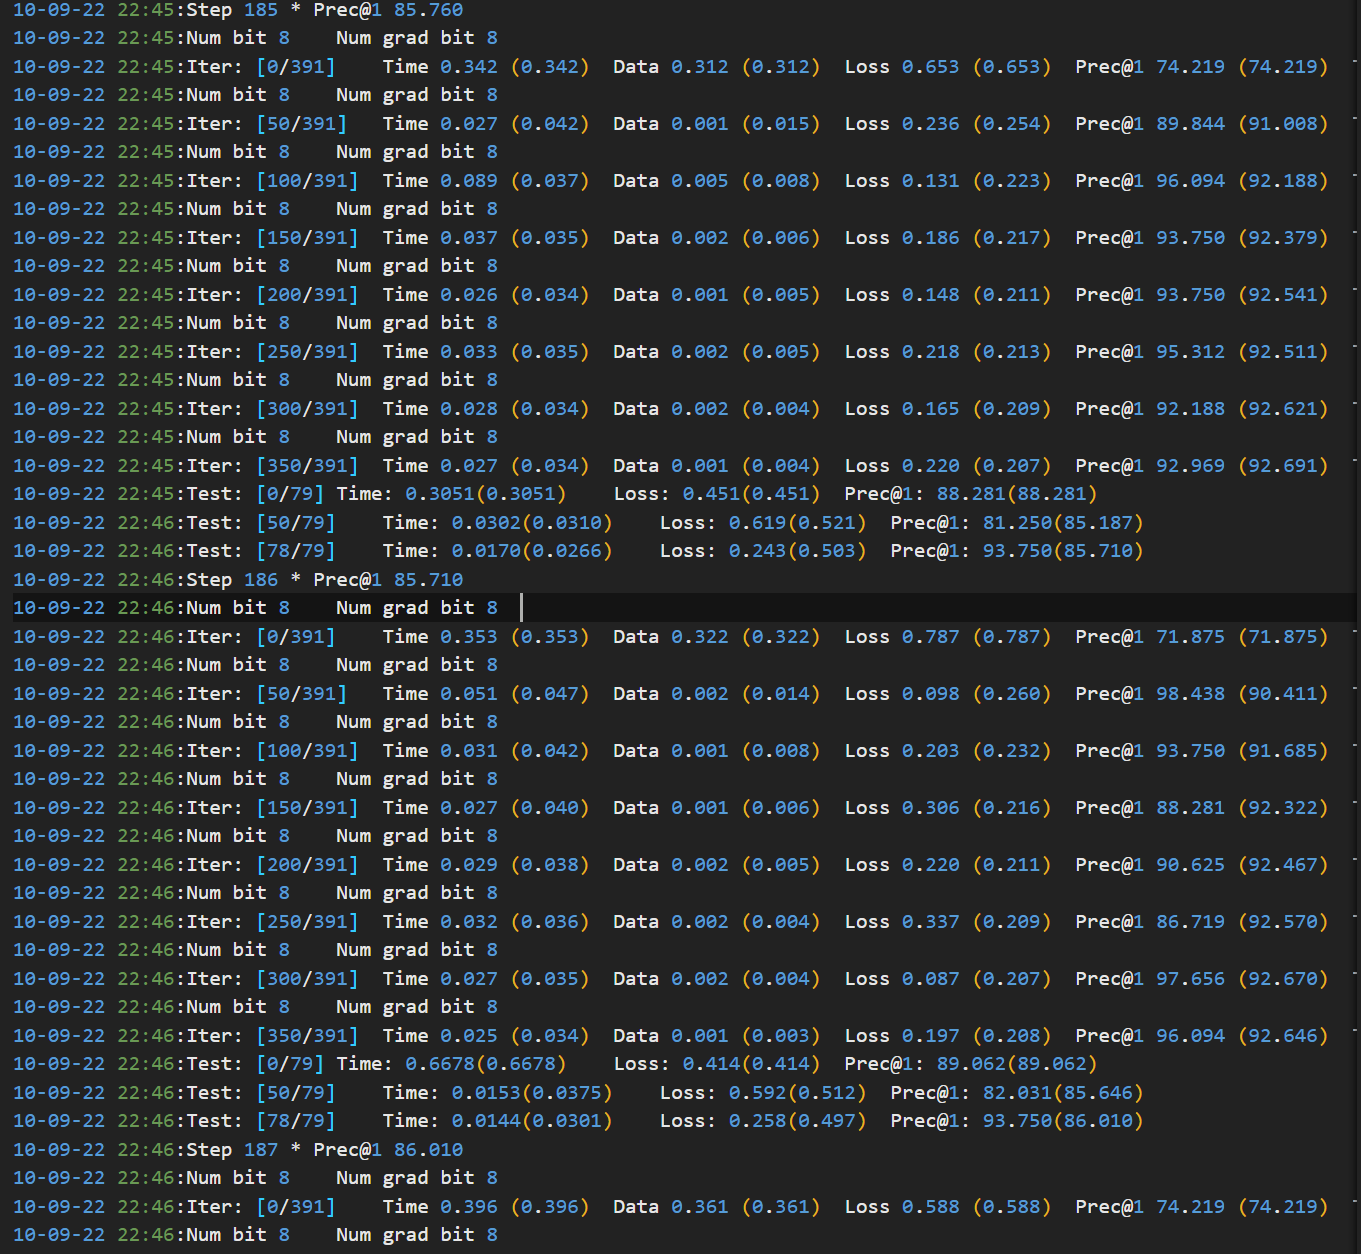 10-09-22 22:45:Step 185 * Prec@1 85.760
10-09-22 22:45:Num bit 8    Num grad bit 8
10-09-22 22:45:Iter: [0/391]    Time 0.342 (0.342)  Data 0.312 (0.312)  Loss 0.653 (0.653)  Prec@1 74.219 (74.219)
10-09-22 22:45:Num bit 8    Num grad bit 8
10-09-22 22:45:Iter: [50/391]   Time 0.027 (0.042)  Data 0.001 (0.015)  Loss 0.236 (0.254)  Prec@1 89.844 (91.008)
10-09-22 22:45:Num bit 8    Num grad bit 8
10-09-22 22:45:Iter: [100/391]  Time 0.089 (0.037)  Data 0.005 (0.008)  Loss 0.131 (0.223)  Prec@1 96.094 (92.188)
10-09-22 22:45:Num bit 8    Num grad bit 8
10-09-22 22:45:Iter: [150/391]  Time 0.037 (0.035)  Data 0.002 (0.006)  Loss 0.186 (0.217)  Prec@1 93.750 (92.379)
10-09-22 22:45:Num bit 8    Num grad bit 8
10-09-22 22:45:Iter: [200/391]  Time 0.026 (0.034)  Data 0.001 (0.005)  Loss 0.148 (0.211)  Prec@1 93.750 (92.541)
10-09-22 22:45:Num bit 8    Num grad bit 8
10-09-22 22:45:Iter: [250/391]  Time 0.033 (0.035)  Data 0.002 (0.005)  Loss 0.218 (0.213)  Prec@1 95.312 (92.511)
10-09-22 22:45:Num bit 8    Num grad bit 8
10-09-22 22:45:Iter: [300/391]  Time 0.028 (0.034)  Data 0.002 (0.004)  Loss 0.165 (0.209)  Prec@1 92.188 (92.621)
10-09-22 22:45:Num bit 8    Num grad bit 8
10-09-22 22:45:Iter: [350/391]  Time 0.027 (0.034)  Data 0.001 (0.004)  Loss 0.220 (0.207)  Prec@1 92.969 (92.691)
10-09-22 22:45:Test: [0/79] Time: 0.3051(0.3051)    Loss: 0.451(0.451)  Prec@1: 88.281(88.281)
10-09-22 22:46:Test: [50/79]    Time: 0.0302(0.0310)    Loss: 0.619(0.521)  Prec@1: 81.250(85.187)
10-09-22 22:46:Test: [78/79]    Time: 0.0170(0.0266)    Loss: 0.243(0.503)  Prec@1: 93.750(85.710)
10-09-22 22:46:Step 186 * Prec@1 85.710
10-09-22 22:46:Num bit 8    Num grad bit 8
10-09-22 22:46:Iter: [0/391]    Time 0.353 (0.353)  Data 0.322 (0.322)  Loss 0.787 (0.787)  Prec@1 71.875 (71.875)
10-09-22 22:46:Num bit 8    Num grad bit 8
10-09-22 22:46:Iter: [50/391]   Time 0.051 (0.047)  Data 0.002 (0.014)  Loss 0.098 (0.260)  Prec@1 98.438 (90.411)
10-09-22 22:46:Num bit 8    Num grad bit 8
10-09-22 22:46:Iter: [100/391]  Time 0.031 (0.042)  Data 0.001 (0.008)  Loss 0.203 (0.232)  Prec@1 93.750 (91.685)
10-09-22 22:46:Num bit 8    Num grad bit 8
10-09-22 22:46:Iter: [150/391]  Time 0.027 (0.040)  Data 0.001 (0.006)  Loss 0.306 (0.216)  Prec@1 88.281 (92.322)
10-09-22 22:46:Num bit 8    Num grad bit 8
10-09-22 22:46:Iter: [200/391]  Time 0.029 (0.038)  Data 0.002 (0.005)  Loss 0.220 (0.211)  Prec@1 90.625 (92.467)
10-09-22 22:46:Num bit 8    Num grad bit 8
10-09-22 22:46:Iter: [250/391]  Time 0.032 (0.036)  Data 0.002 (0.004)  Loss 0.337 (0.209)  Prec@1 86.719 (92.570)
10-09-22 22:46:Num bit 8    Num grad bit 8
10-09-22 22:46:Iter: [300/391]  Time 0.027 (0.035)  Data 0.002 (0.004)  Loss 0.087 (0.207)  Prec@1 97.656 (92.670)
10-09-22 22:46:Num bit 8    Num grad bit 8
10-09-22 22:46:Iter: [350/391]  Time 0.025 (0.034)  Data 0.001 (0.003)  Loss 0.197 (0.208)  Prec@1 96.094 (92.646)
10-09-22 22:46:Test: [0/79] Time: 0.6678(0.6678)    Loss: 0.414(0.414)  Prec@1: 89.062(89.062)
10-09-22 22:46:Test: [50/79]    Time: 0.0153(0.0375)    Loss: 0.592(0.512)  Prec@1: 82.031(85.646)
10-09-22 22:46:Test: [78/79]    Time: 0.0144(0.0301)    Loss: 0.258(0.497)  Prec@1: 93.750(86.010)
10-09-22 22:46:Step 187 * Prec@1 86.010
10-09-22 22:46:Num bit 8    Num grad bit 8
10-09-22 22:46:Iter: [0/391]    Time 0.396 (0.396)  Data 0.361 (0.361)  Loss 0.588 (0.588)  Prec@1 74.219 (74.219)
10-09-22 22:46:Num bit 8    Num grad bit 8